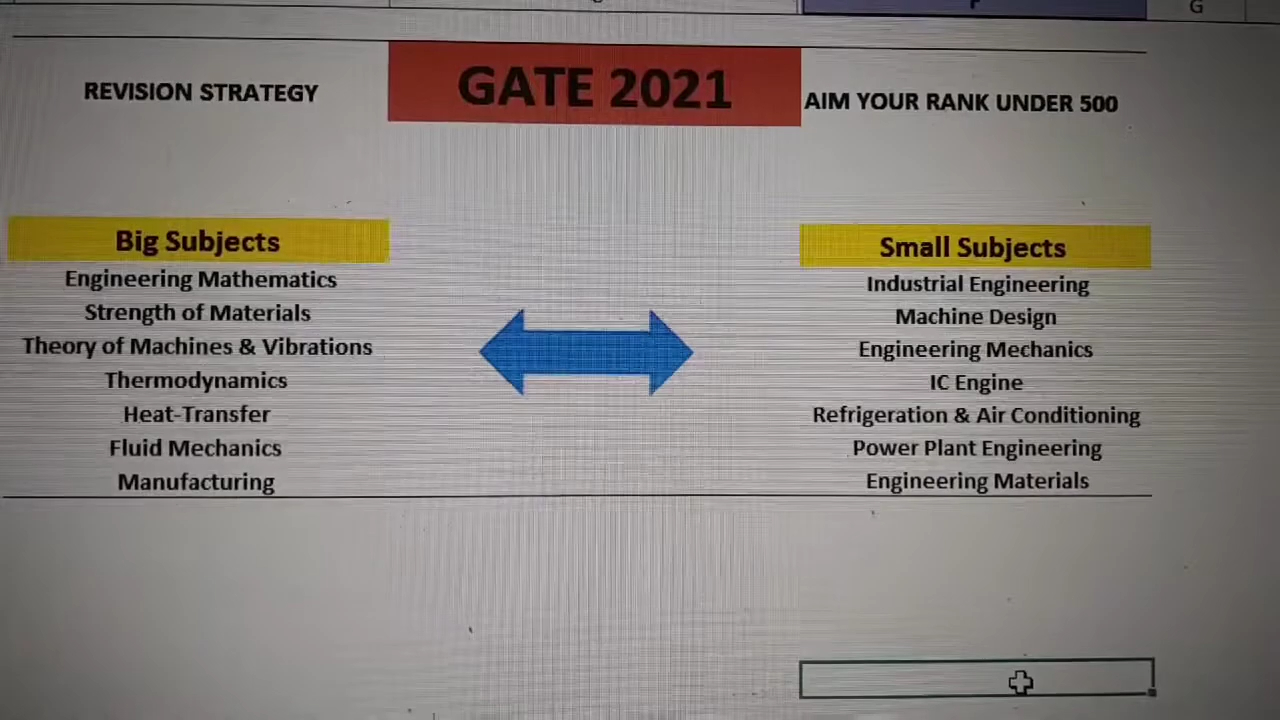 G
REVISION STRATEGY
GATE 2021
AIM YOUR RANK UNDER 500
Big Subjects
Engineering Mathematics
Strength of Materials
Theory of Machines & Vibrations
Thermodynamics
Heat-Transfer
Fluid Mechanics
Manufacturing
Small Subjects
Industrial Engineering
Machine Design
Engineering Mechanics
IC Engine
Refrigeration & Air Conditioning
Power Plant Engineering
Engineering Materials